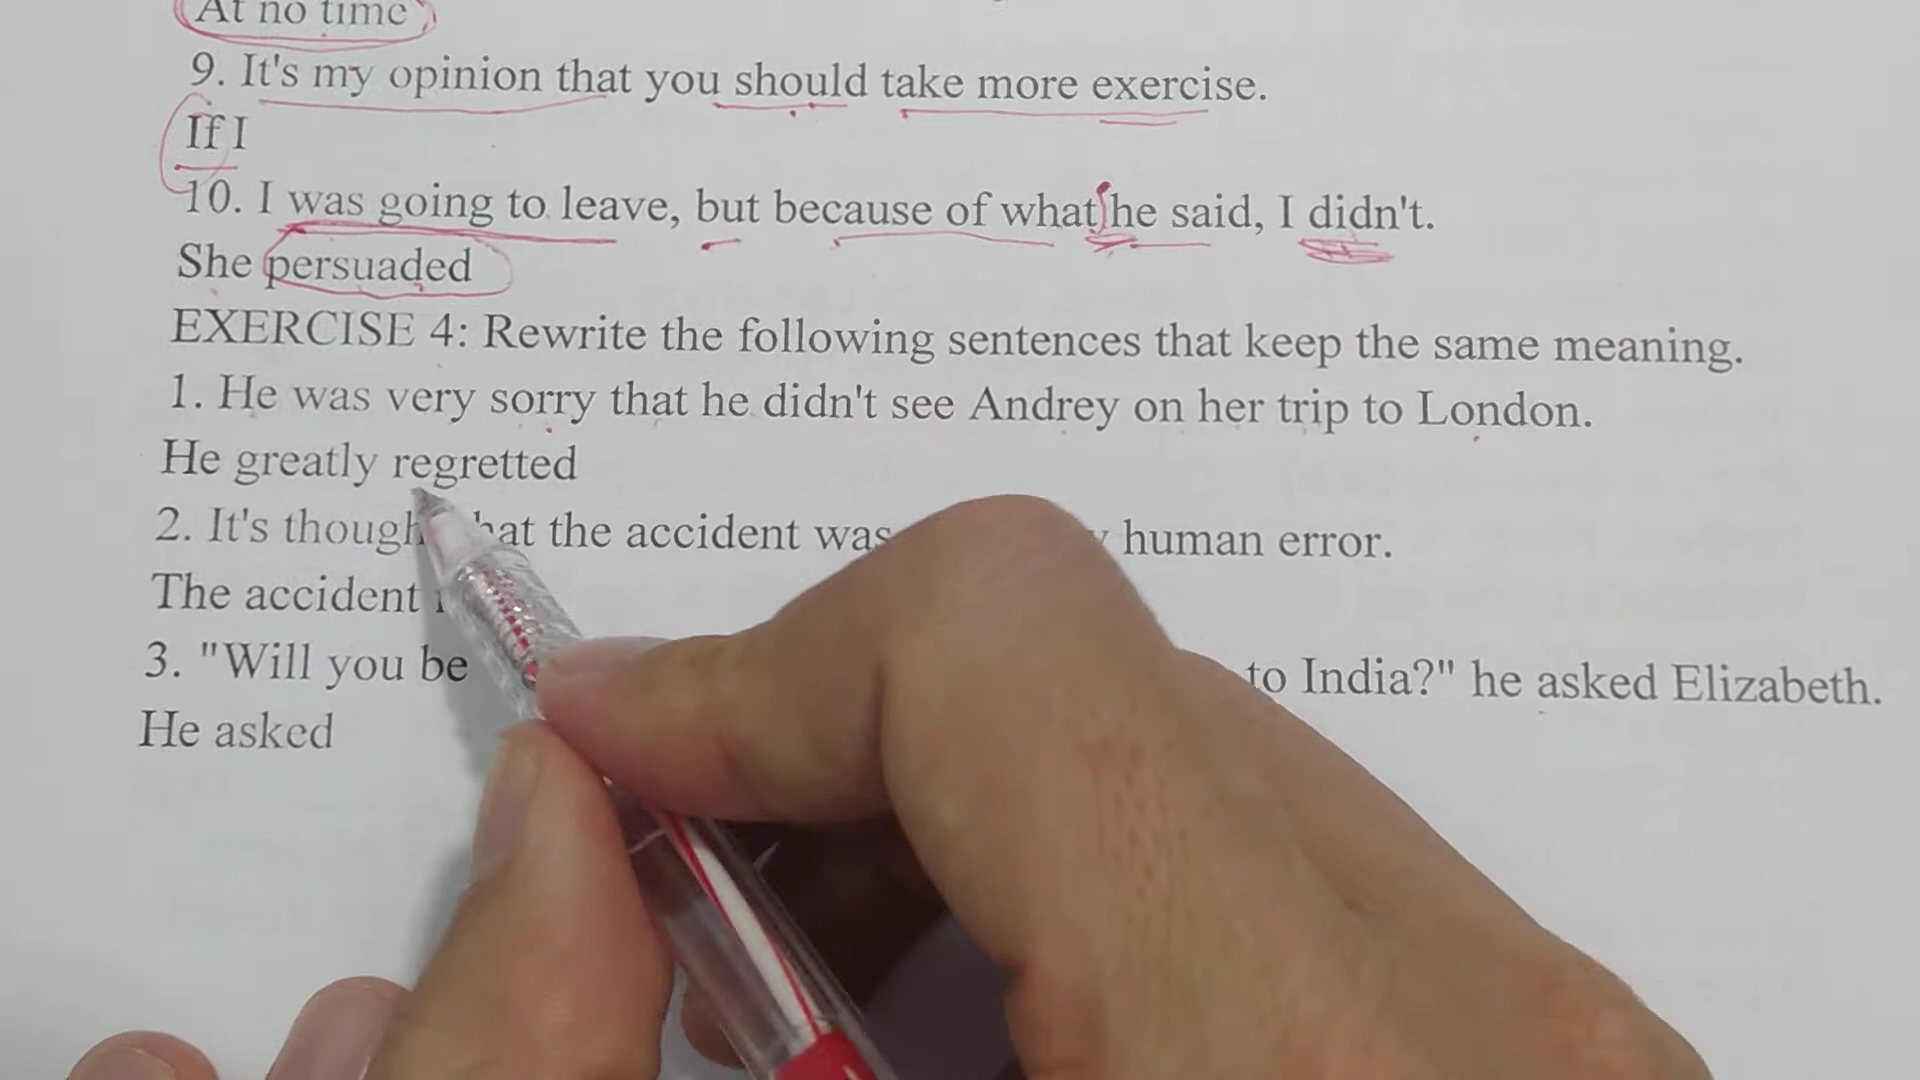 At no time
9. It's my opinion that you should take more exercise.
If I
10. I was going to leave, but because of what he said, I didn't.
She persuaded
EXERCISE 4: Rewrite the following sentences that keep the same meaning.
1. He was very sorry that he didn't see Andrey on her trip to London.
He greatly regretted
2. It's that the accident was human error.
The accident
3. "Will you be to India?" he asked Elizabeth.
He asked